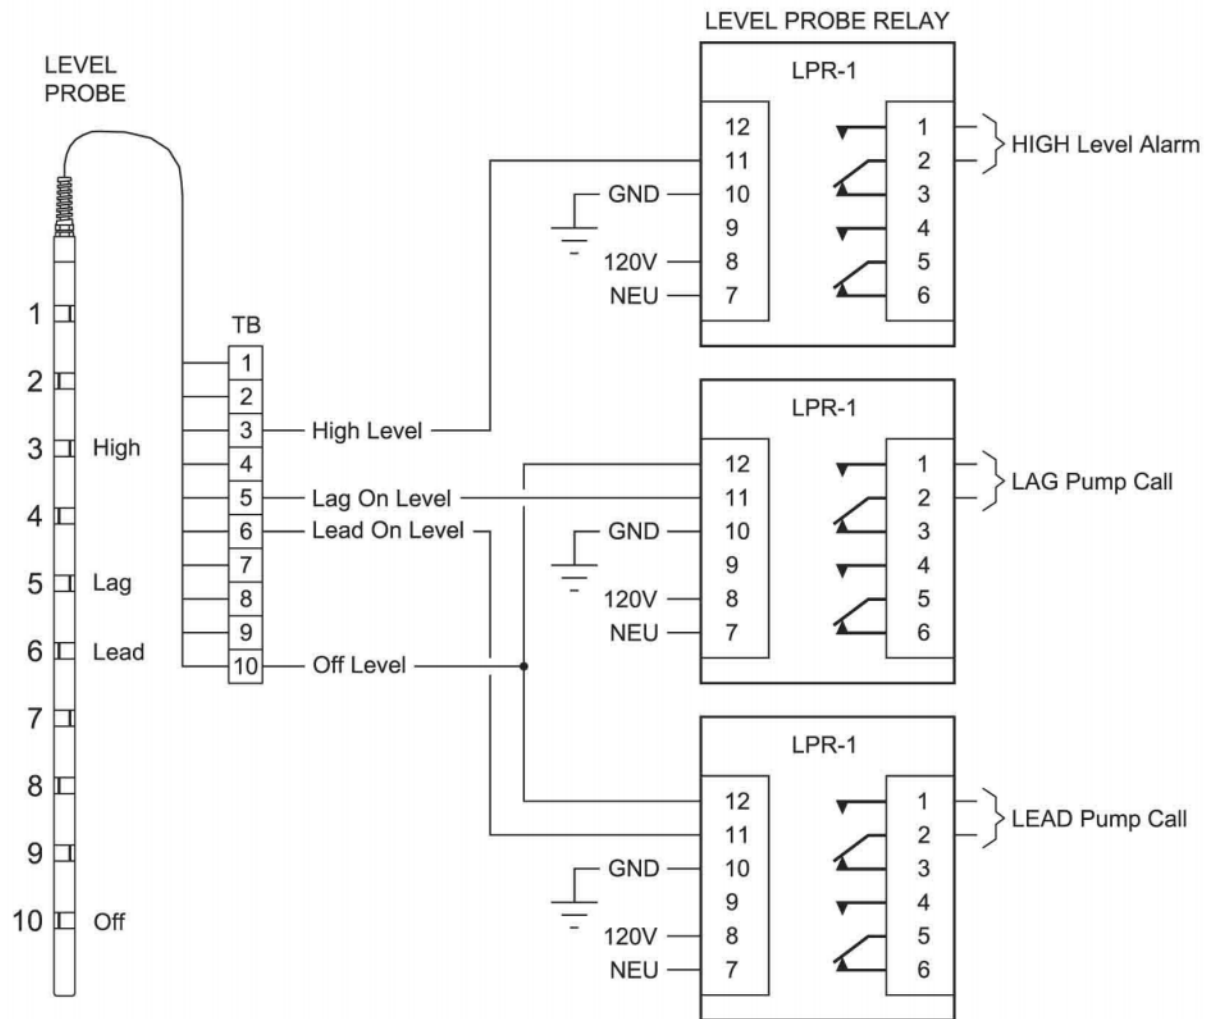 LEVEL PROBE RELAY
LEVEL
PROBE
1
2
3 High
4
5 Lag
6 Lead
7
8
9
10 Off
TB
1
2
3 High Level
4
5 Lag On Level
6 Lead On Level
7
8
9
10 Off Level
LPR-1
12 1
11 2
GND 10 3
9 4
120V 8 5
NEU 7 6
HIGH Level Alarm
LPR-1
12 1
11 2
GND 10 3
9 4
120V 8 5
NEU 7 6
LAG Pump Call
LPR-1
12 1
11 2
GND 10 3
9 4
120V 8 5
NEU 7 6
LEAD Pump Call